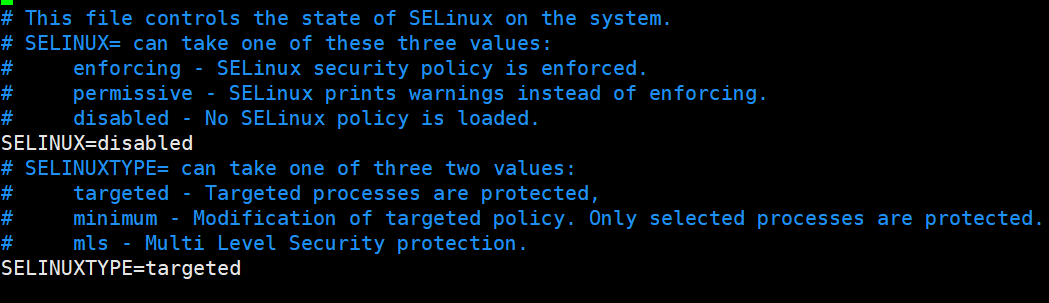 # This file controls the state of SELinux on the system.
# SELINUX= can take one of these three values:
#     enforcing - SELinux security policy is enforced.
#     permissive - SELinux prints warnings instead of enforcing.
#     disabled - No SELinux policy is loaded.
SELINUX=disabled
# SELINUXTYPE= can take one of three two values:
#     targeted - Targeted processes are protected,
#     minimum - Modification of targeted policy. Only selected processes are protected.
#     mls - Multi Level Security protection.
SELINUXTYPE=targeted